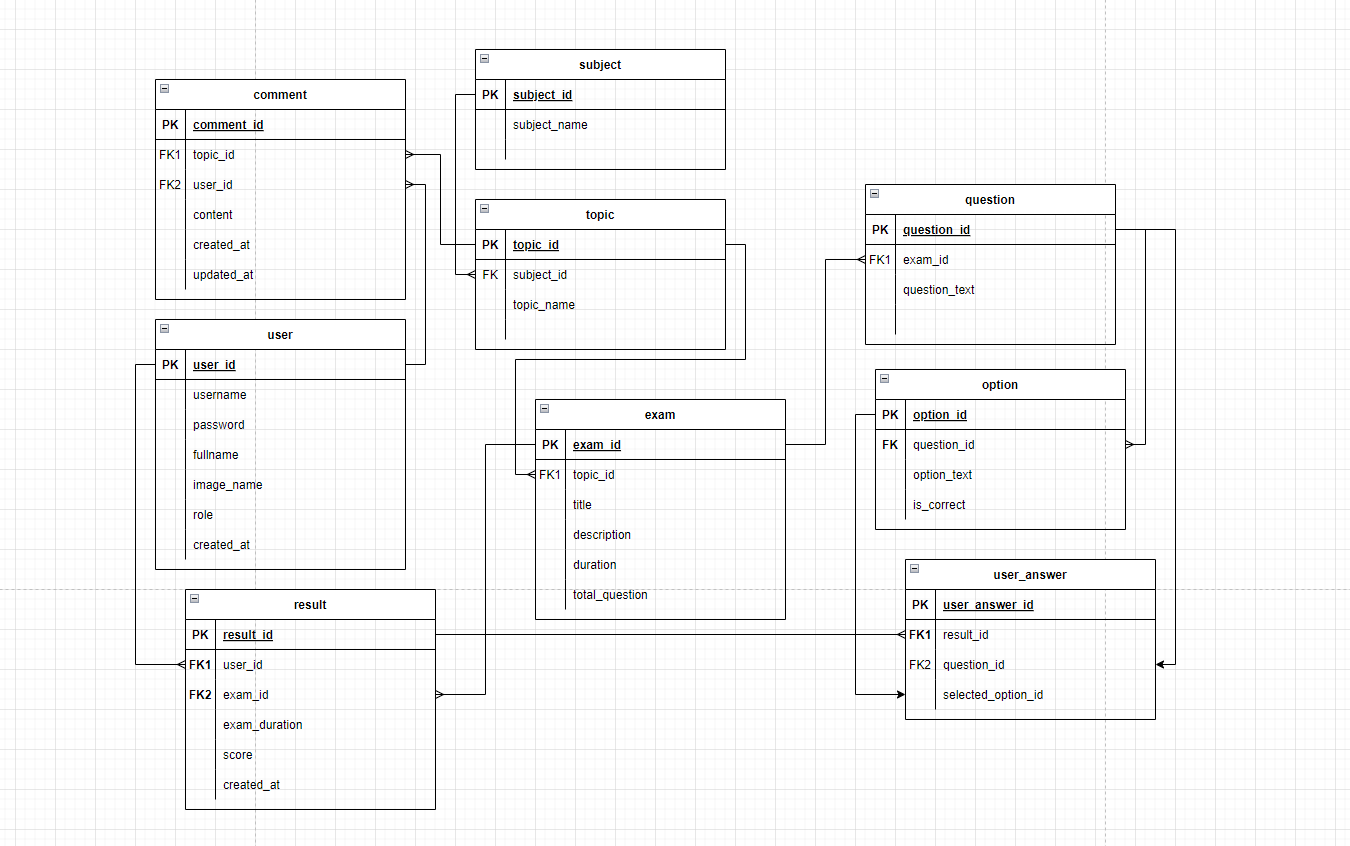 subject
PK subject_id
subject_name
comment
PK comment_id
FK1 topic_id
FK2 user_id
content
created_at
updated_at
topic
PK topic_id
FK subject_id
topic_name
question
PK question_id
FK1 exam_id
question_text
user
PK user_id
username
password
fullname
image_name
role
created_at
option
PK option_id
FK question_id
option_text
is_correct
exam
PK exam_id
FK1 topic_id
title
description
duration
total_question
user_answer
PK user_answer_id
FK1 result_id
FK2 question_id
selected_option_id
result
PK result_id
FK1 user_id
FK2 exam_id
exam_duration
score
created_at